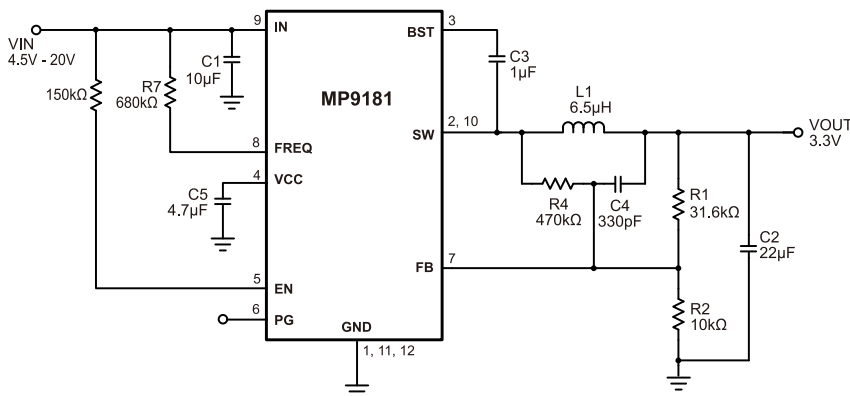 VIN
4.5V - 20V
150kΩ
R7
680kΩ
C1
10µF
9
IN
8
FREQ
4
VCC
C5
4.7µF
5
EN
6
PG
MP9181
GND
1, 11, 12
BST
3
C3
1µF
SW
2, 10
L1
6.5µH
R4
470kΩ
C4
330pF
FB
7
R1
31.6kΩ
R2
10kΩ
C2
22µF
VOUT
3.3V